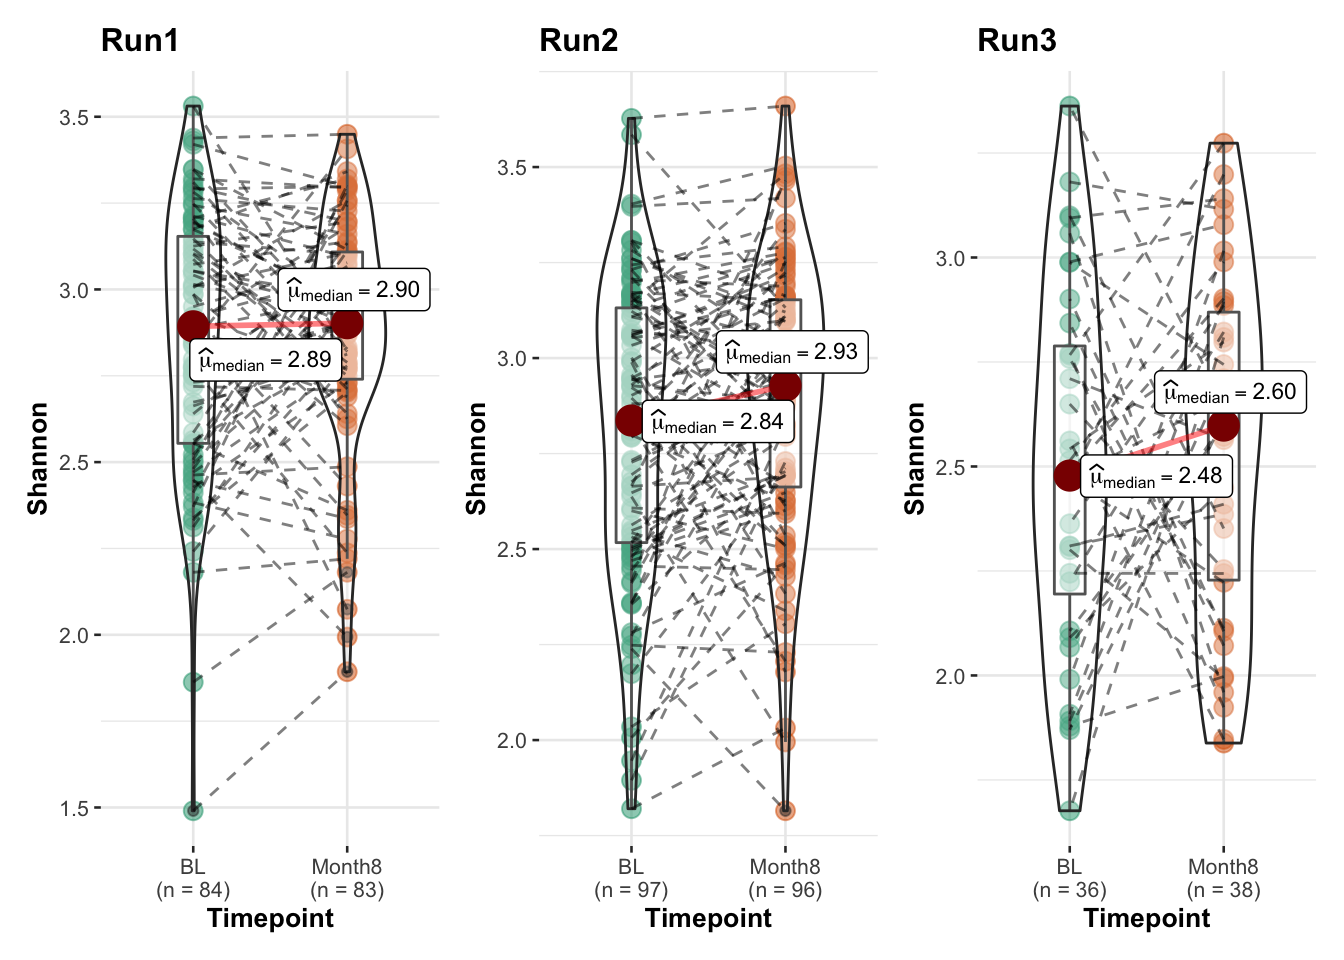 Run1
Shannon
3.5
3.0
2.5
2.0
1.5
μ̂median = 2.90
μ̂median = 2.89
BL
(n = 84)
Month8
(n = 83)
Timepoint
Run2
Shannon
3.5
3.0
2.5
2.0
μ̂median = 2.93
μ̂median = 2.84
BL
(n = 97)
Month8
(n = 96)
Timepoint
Run3
Shannon
3.0
2.5
2.0
μ̂median = 2.60
μ̂median = 2.48
BL
(n = 36)
Month8
(n = 38)
Timepoint